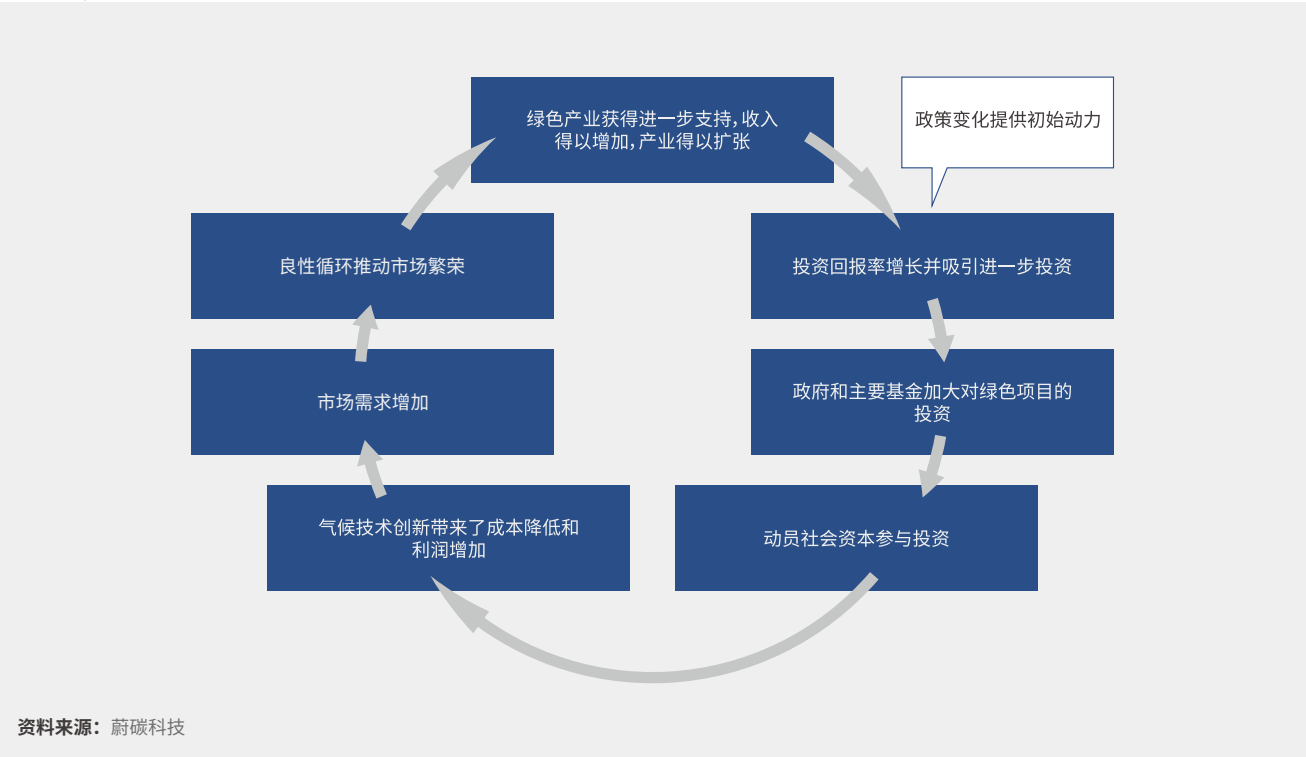 绿色产业获得进一步支持，收入
得以增加，产业得以扩张
政策变化提供初始动力
良性循环推动市场繁荣
投资回报率增长并吸引进一步投资
市场需求增加
政府和主要基金加大对绿色项目的
投资
气候技术创新带来了成本降低和
利润增加
动员社会资本参与投资
资料来源：蔚碳科技